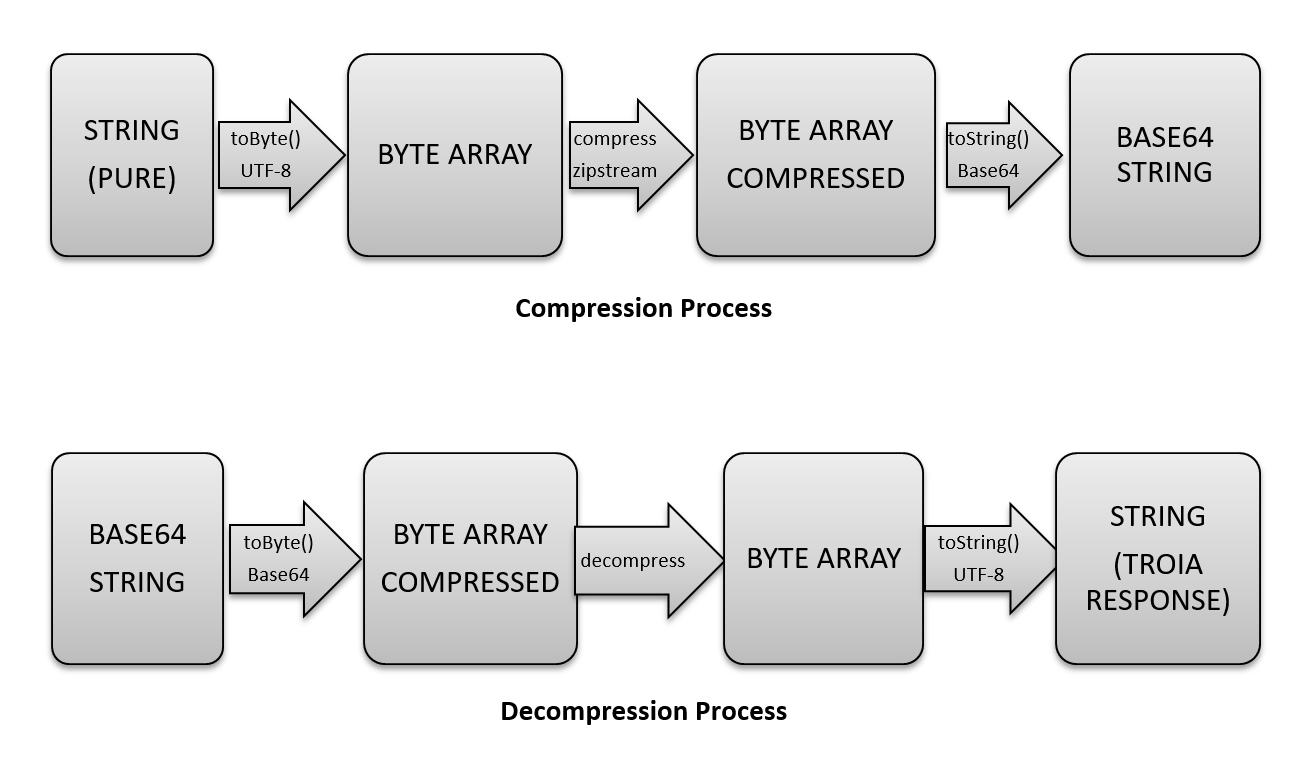 STRING
(PURE)
toByte()
UTF-8
BYTE ARRAY
compress
zipstream
BYTE ARRAY
COMPRESSED
toString()
Base64
BASE64
STRING
Compression Process
BASE64
STRING
toByte()
Base64
BYTE ARRAY
COMPRESSED
decompress
BYTE ARRAY
toString()
UTF-8
STRING
(TROIA
RESPONSE)
Decompression Process